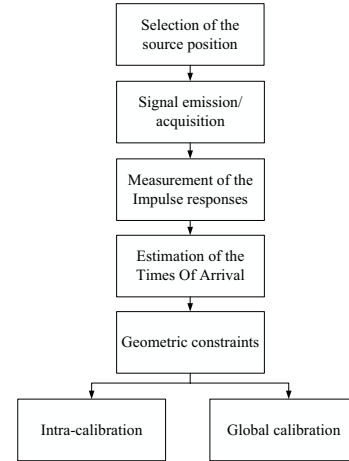 Selection of the
source position
Signal emission/
acquisition
Measurement of the
Impulse responses
Estimation of the
Times Of Arrival
Geometric constraints
Intra-calibration
Global calibration